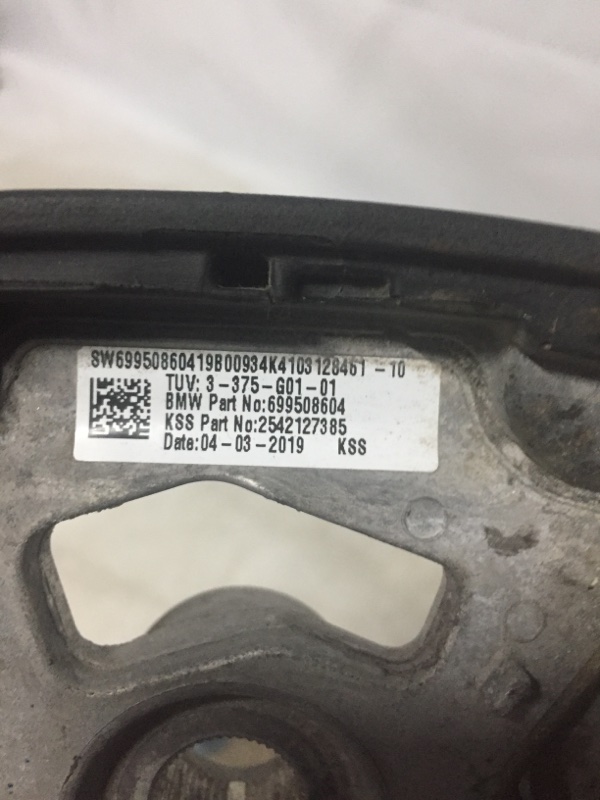 SW69950860419B00934K4103128461 -10
TUV: 3-375-G01-01
BMW Part No:699508604
KSS Part No:2542127385
Date:04-03-2019 KSS